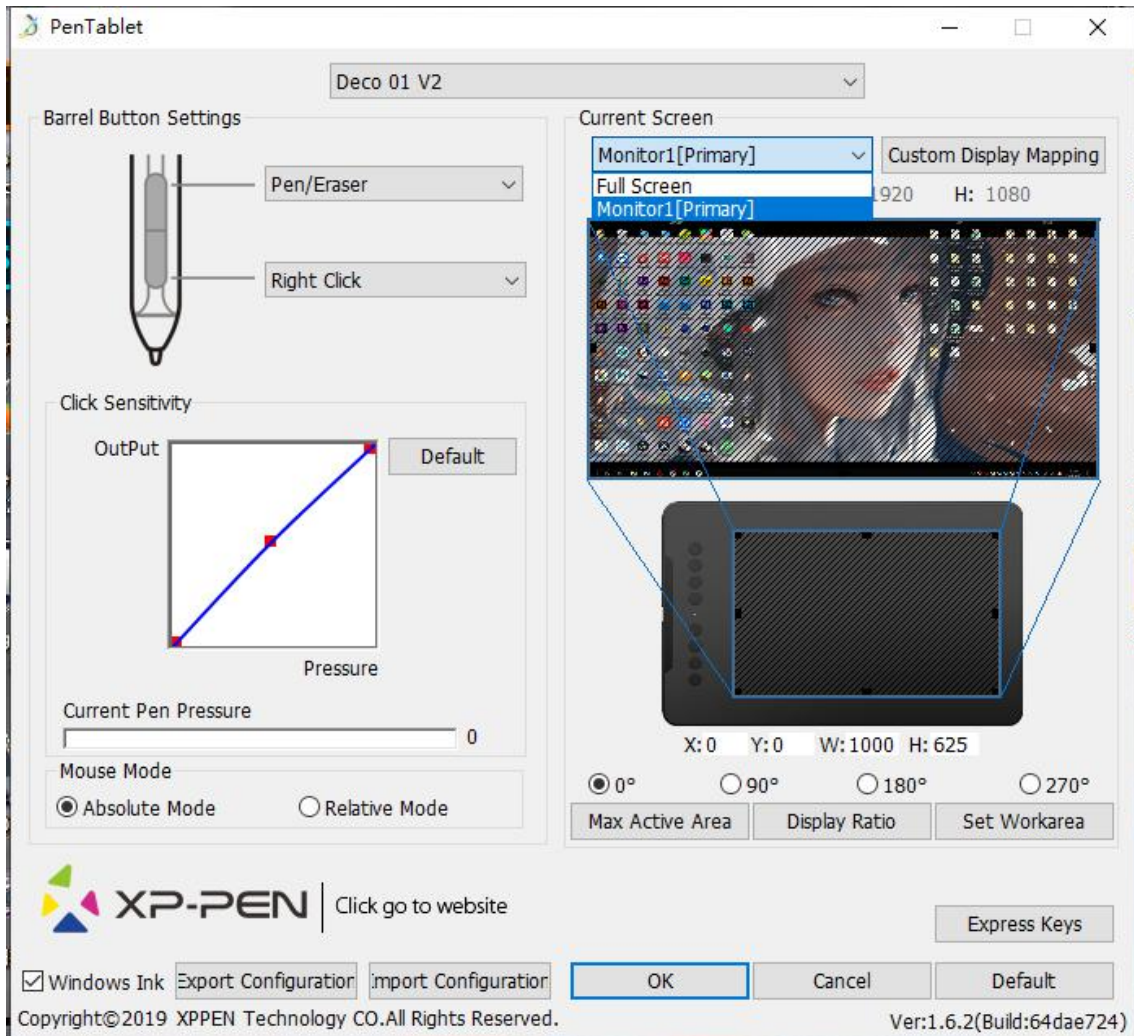 PenTablet
Deco 01 V2
Barrel Button Settings
Pen/Eraser
Right Click
Click Sensitivity
OutPut
Default
Pressure
Current Pen Pressure
0
Mouse Mode
Absolute Mode
Relative Mode
Current Screen
Monitor1[Primary]
Custom Display Mapping
Full Screen
Monitor1[Primary]
1920 H: 1080
X: 0 Y: 0 W: 1000 H: 625
0° 90° 180° 270°
Max Active Area
Display Ratio
Set Workarea
XP-PEN
Click go to website
Express Keys
Windows Ink
Export Configuration
Import Configuration
OK
Cancel
Default
Copyright©2019 XPPEN Technology CO.All Rights Reserved.
Ver:1.6.2(Build:64dae724)